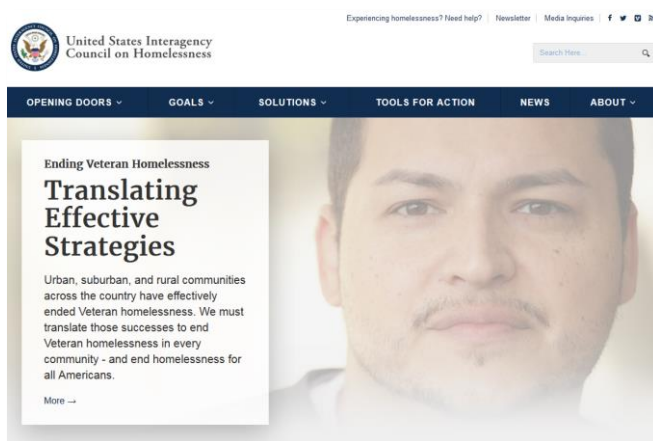 Experiencing homelessness? Need help? Newsletter Media Inquiries
United States Interagency
Council on Homelessness
Search Here...
OPENING DOORS GOALS SOLUTIONS TOOLS FOR ACTION NEWS ABOUT
Ending Veteran Homelessness
Translating
Effective
Strategies
Urban, suburban, and rural communities
across the country have effectively
ended Veteran homelessness. We must
translate those successes to end
Veteran homelessness in every
community - and end homelessness for
all Americans.
More →